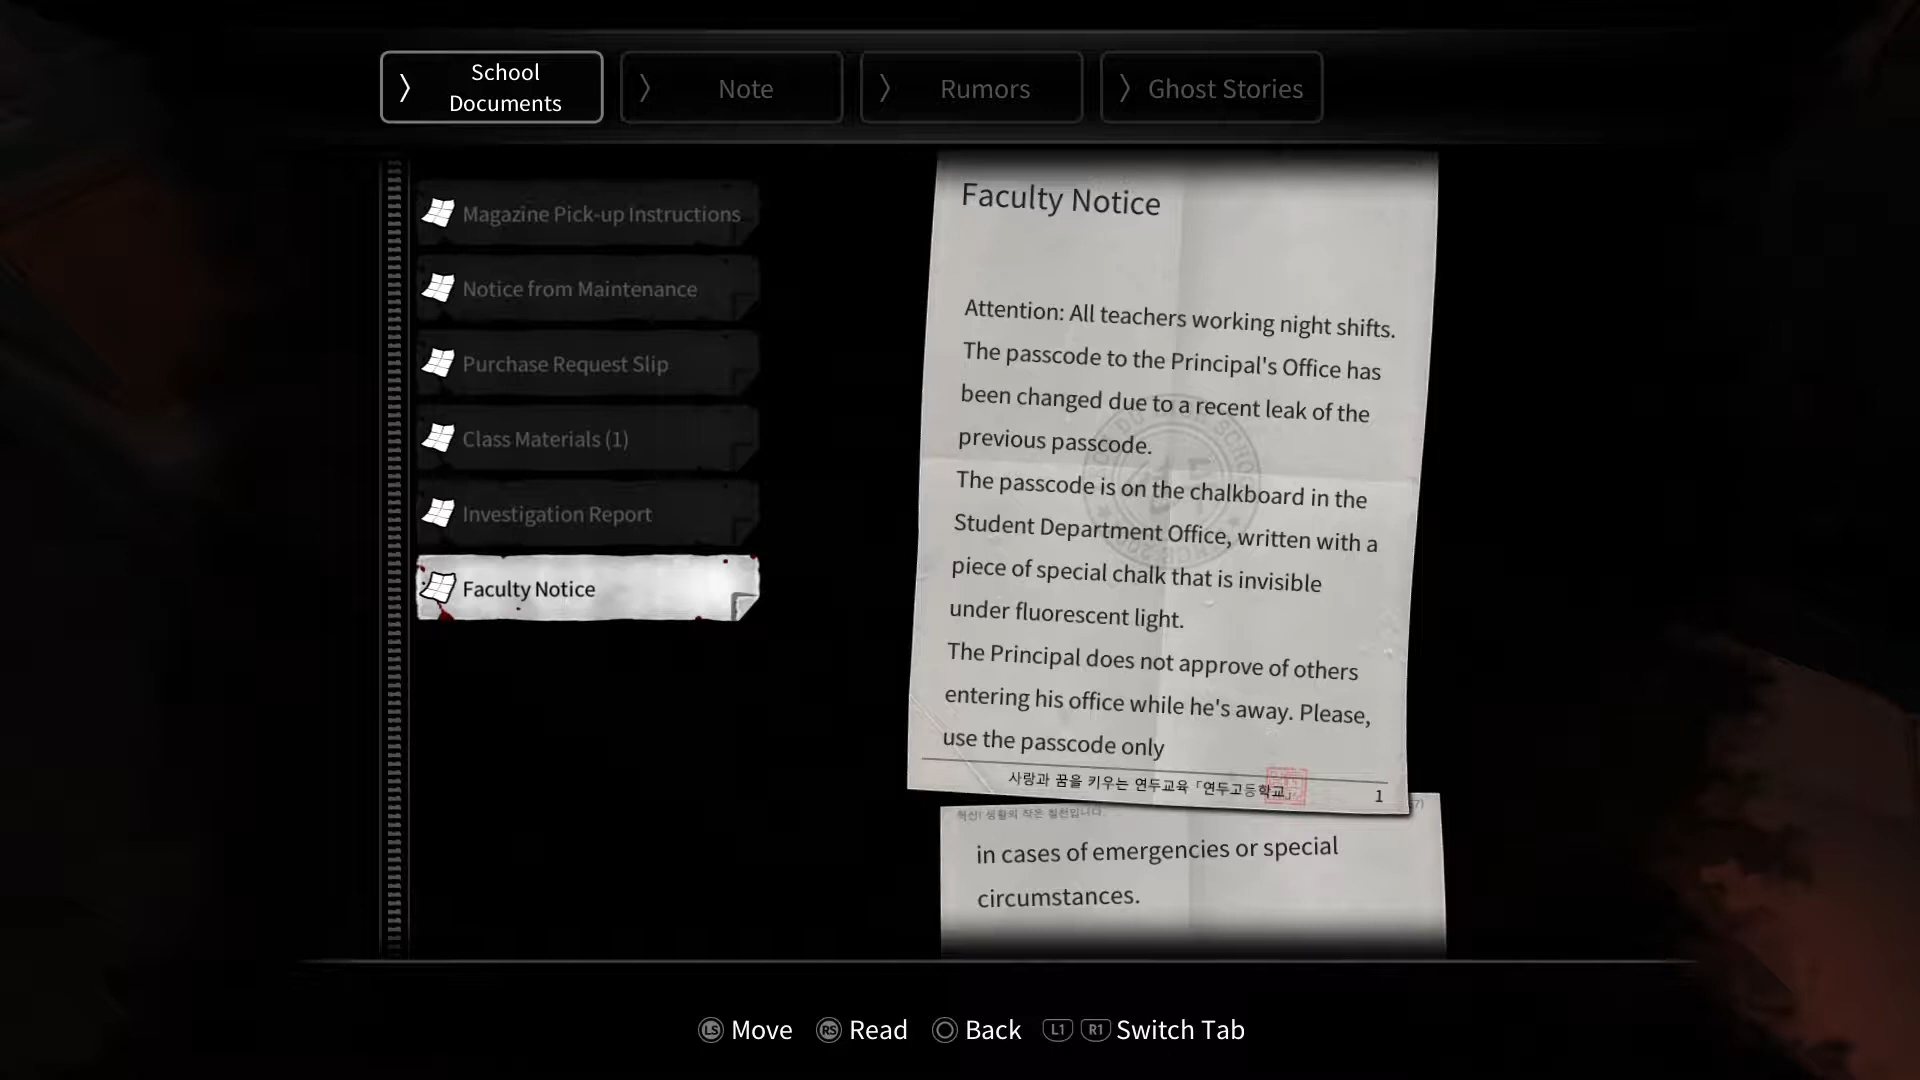 School
Documents
Note
Rumors
Ghost Stories
Magazine Pick-up Instructions
Notice from Maintenance
Purchase Request Slip
Class Materials (1)
Investigation Report
Faculty Notice
Faculty Notice
Attention: All teachers working night shifts.
The passcode to the Principal's Office has
been changed due to a recent leak of the
previous passcode.
The passcode is on the chalkboard in the
Student Department Office, written with a
piece of special chalk that is invisible
under fluorescent light.
The Principal does not approve of others
entering his office while he's away. Please,
use the passcode only
사랑과 꿈을 키우는 연두교육 「연두고등학교」
1
in cases of emergencies or special
circumstances.
LS Move RS Read Back L1 R1 Switch Tab